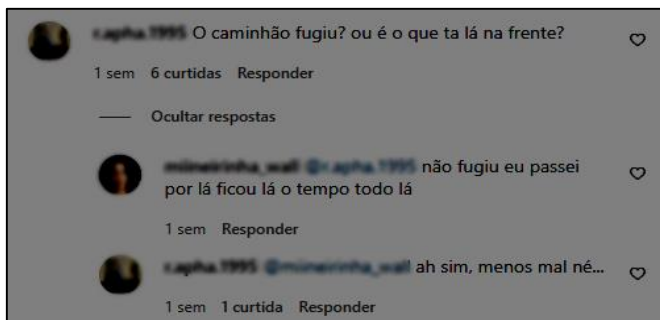 O caminhão fugiu? ou é o que ta lá na frente?
1 sem 6 curtidas Responder
Ocultar respostas
não fugiu eu passei
por lá ficou lá o tempo todo lá
1 sem Responder
ah sim, menos mal né...
1 sem 1 curtida Responder